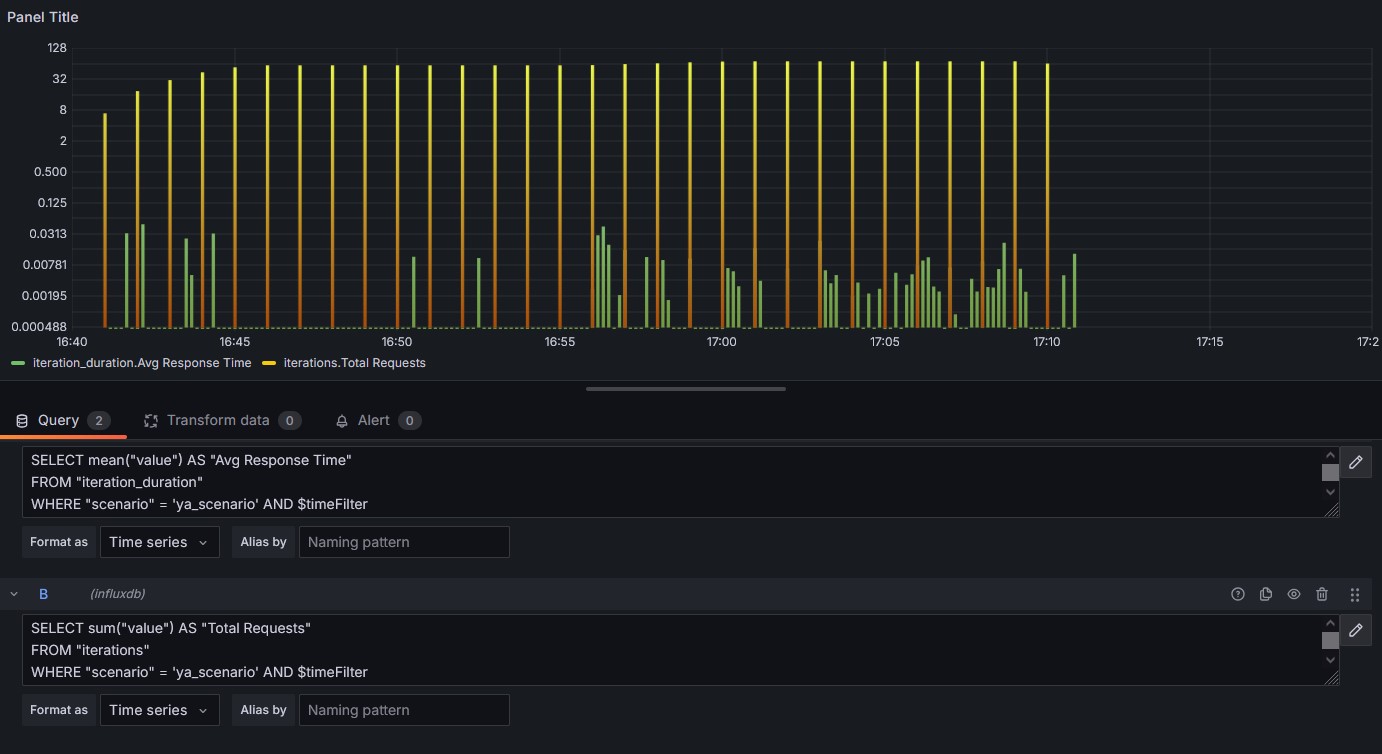 Panel Title
128
32
8
2
0.500
0.125
0.0313
0.00781
0.00195
0.000488
16:40 16:45 16:50 16:55 17:00 17:05 17:10 17:15 17:2
iteration_duration.Avg Response Time iterations.Total Requests
Query 2 Transform data 0 Alert 0
SELECT mean("value") AS "Avg Response Time"
FROM "iteration_duration"
WHERE "scenario" = 'ya_scenario' AND $timeFilter
Format as Time series Alias by Naming pattern
B (influxdb)
SELECT sum("value") AS "Total Requests"
FROM "iterations"
WHERE "scenario" = 'ya_scenario' AND $timeFilter
Format as Time series Alias by Naming pattern